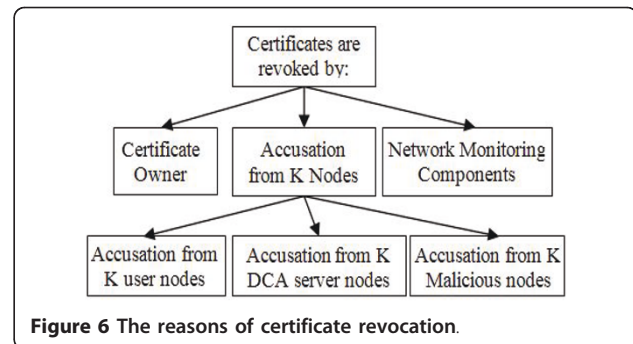 Certificates are
revoked by:
Certificate
Owner
Accusation
from K Nodes
Network Monitoring
Components
Accusation from
K user nodes
Accusation from K
DCA server nodes
Accusation from K
Malicious nodes
Figure 6 The reasons of certificate revocation.